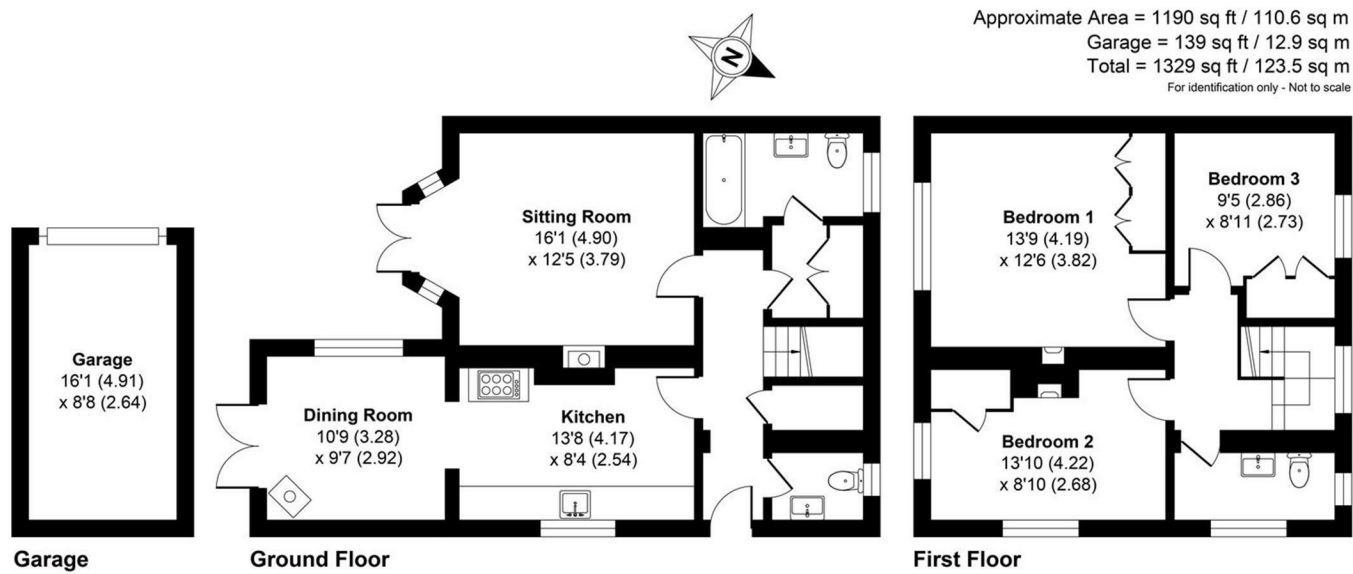 Approximate Area = 1190 sq ft / 110.6 sq m
Garage = 139 sq ft / 12.9 sq m
Total = 1329 sq ft / 123.5 sq m
For identification only - Not to scale
N
Garage
16'1 (4.91)
x 8'8 (2.64)
Sitting Room
16'1 (4.90)
x 12'5 (3.79)
Dining Room
10'9 (3.28)
x 9'7 (2.92)
Kitchen
13'8 (4.17)
x 8'4 (2.54)
Bedroom 1
13'9 (4.19)
x 12'6 (3.82)
Bedroom 3
9'5 (2.86)
x 8'11 (2.73)
Bedroom 2
13'10 (4.22)
x 8'10 (2.68)
Garage
Ground Floor
First Floor